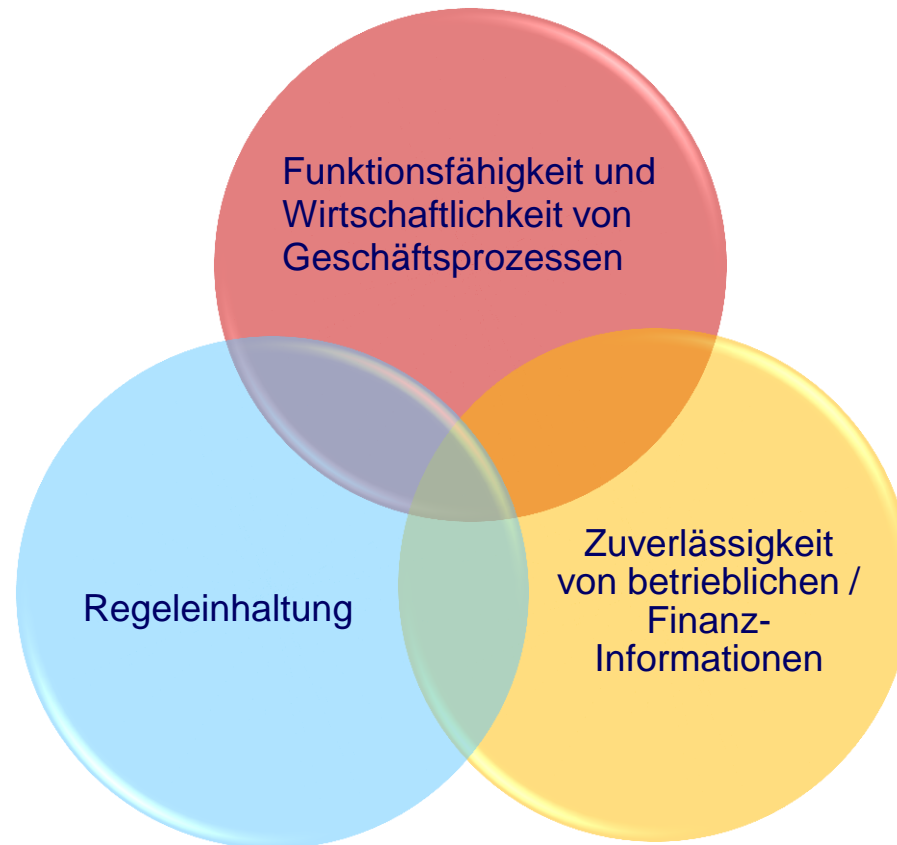 Funktionsfähigkeit und
Wirtschaftlichkeit von
Geschäftsprozessen
Zuverlässigkeit
von betrieblichen /
Finanz-
Informationen
Regeleinhaltung